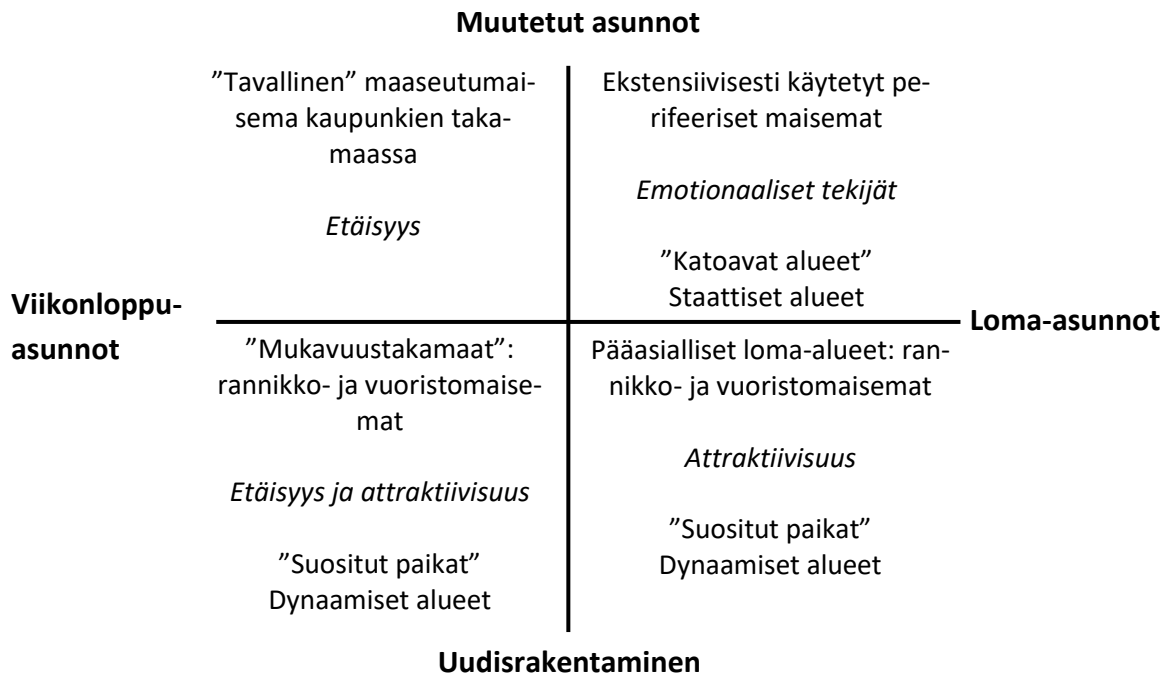 Muutetut asunnot
”Tavallinen” maaseutumai-
sema kaupunkien taka-
maassa
Etäisyys
Ekstensiivisesti käytetyt pe-
rifeeriset maisemat
Emotionaaliset tekijät
”Katoavat alueet”
Staattiset alueet
Viikonloppu-
asunnot
Loma-asunnot
”Mukavuustakamaat”:
rannikko- ja vuoristomaise-
mat
Etäisyys ja attraktiivisuus
”Suositut paikat”
Dynaamiset alueet
Pääasialliset loma-alueet: ran-
nikko- ja vuoristomaisemat
Attraktiivisuus
”Suositut paikat”
Dynaamiset alueet
Uudisrakentaminen